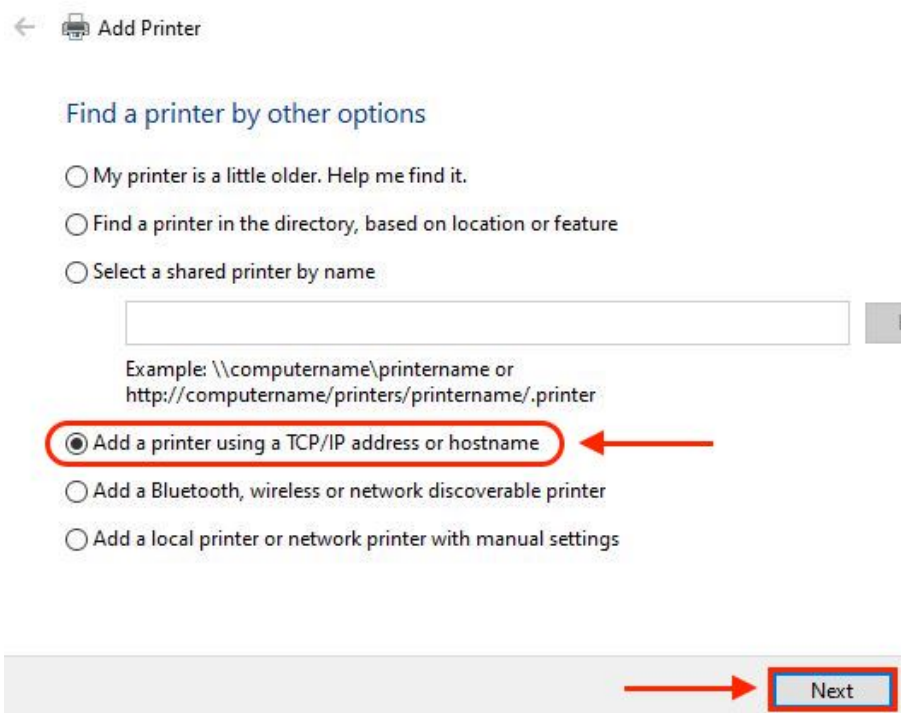 Add Printer
Find a printer by other options
My printer is a little older. Help me find it.
Find a printer in the directory, based on location or feature
Select a shared printer by name
Example: \\computername\printername or
http://computername/printers/printername/.printer
Add a printer using a TCP/IP address or hostname
Add a Bluetooth, wireless or network discoverable printer
Add a local printer or network printer with manual settings
Next